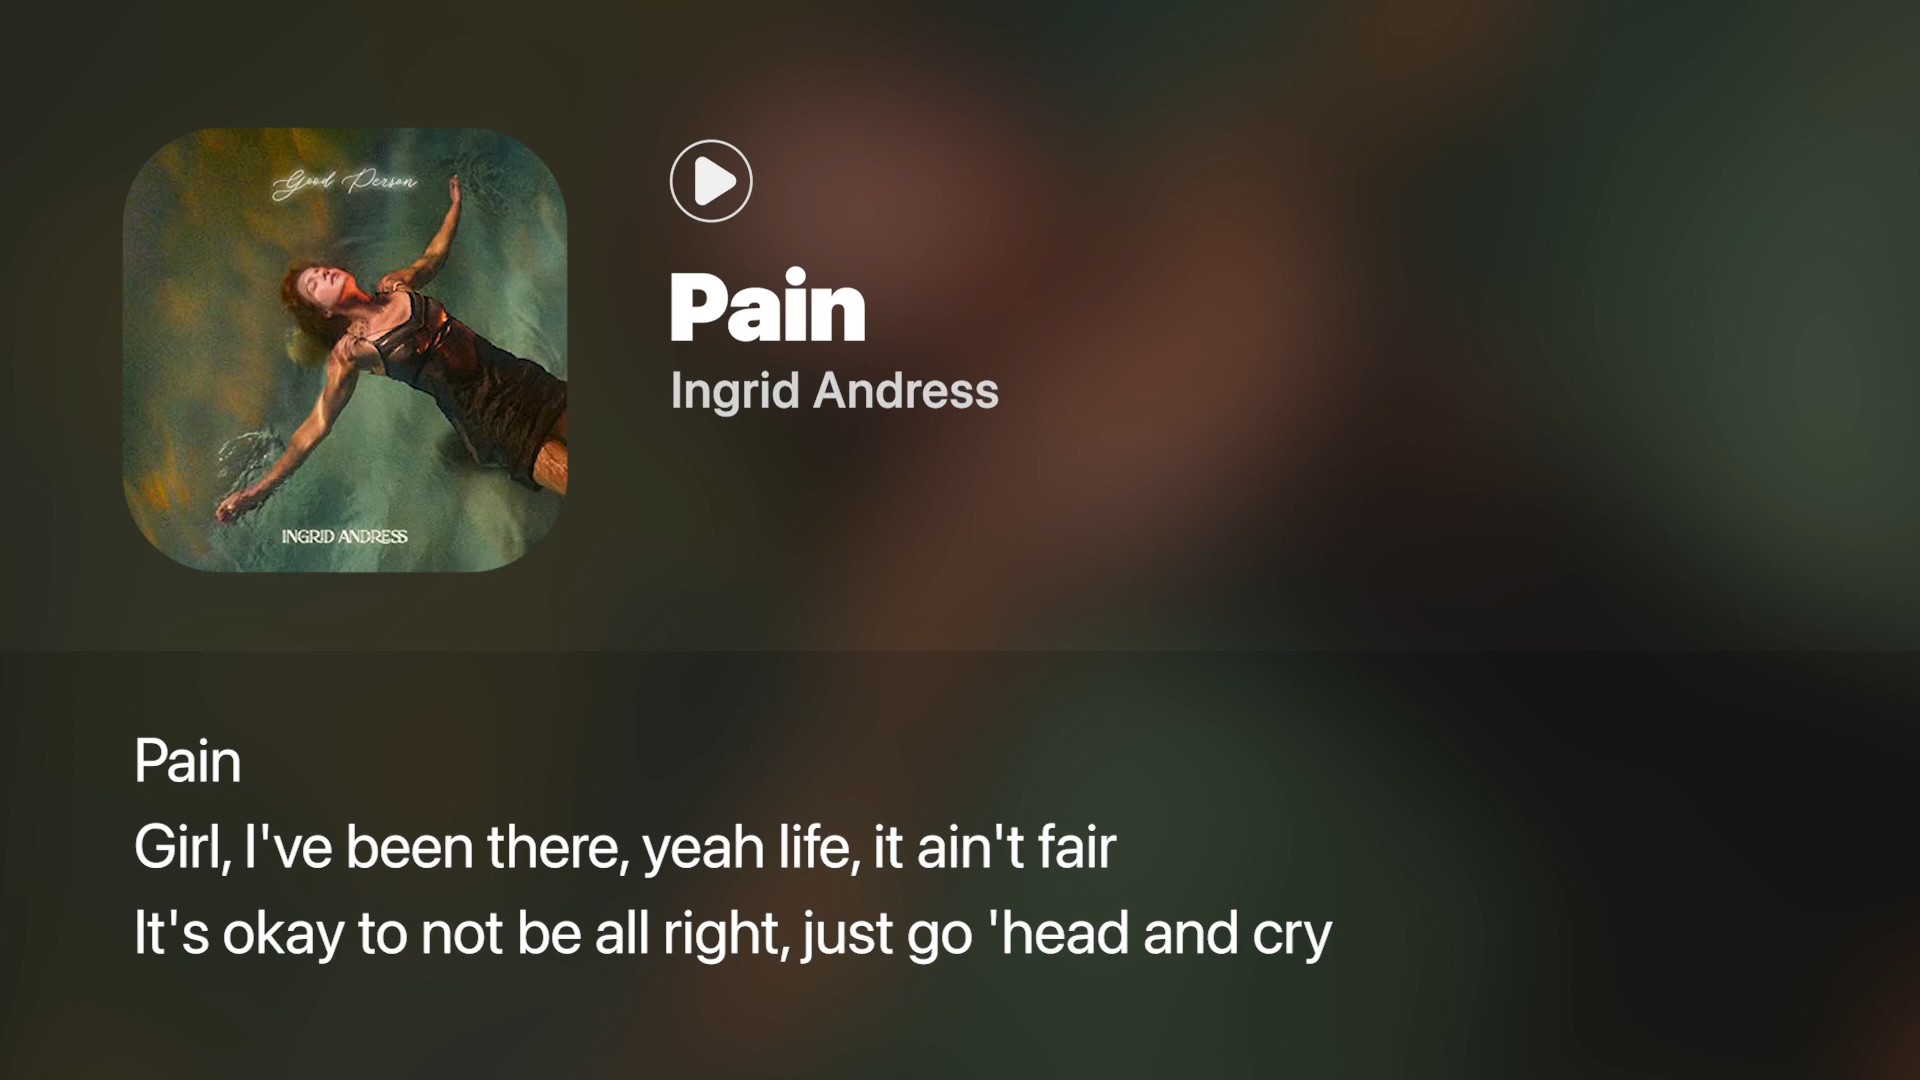 Good Person
INGRID ANDRESS
Pain
Ingrid Andress
Pain
Girl, I've been there, yeah life, it ain't fair
It's okay to not be all right, just go 'head and cry